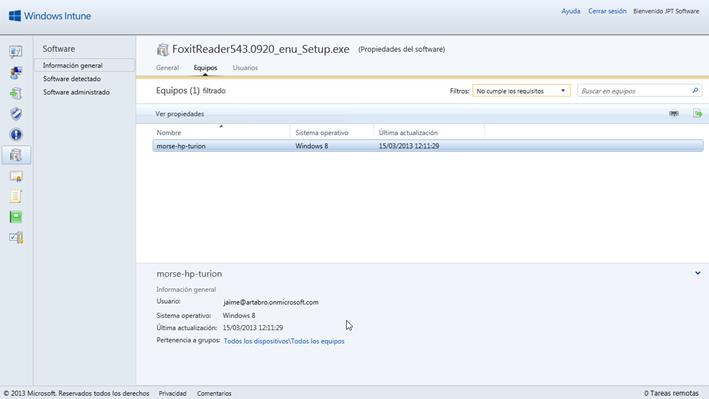 Windows Intune
Ayuda Cerrar sesión Bienvenido JPT Software
Software
Información general
Software detectado
Software administrado
FoxitReader543.0920_enu_Setup.exe (Propiedades del software)
General Equipos Usuarios
Equipos (1) filtrado
Filtros: No cumple los requisitos
Buscar en equipos
Ver propiedades
Nombre Sistema operativo Última actualización
morse-hp-turion Windows 8 15/03/2013 12:11:29
morse-hp-turion
Información general
Usuario: jaime@artabro.onmicrosoft.com
Sistema operativo: Windows 8
Última actualización: 15/03/2013 12:11:29
Pertenencia a grupos: Todos los dispositivos\Todos los equipos
© 2013 Microsoft. Reservados todos los derechos Privacidad Comentarios
0 Tareas remotas